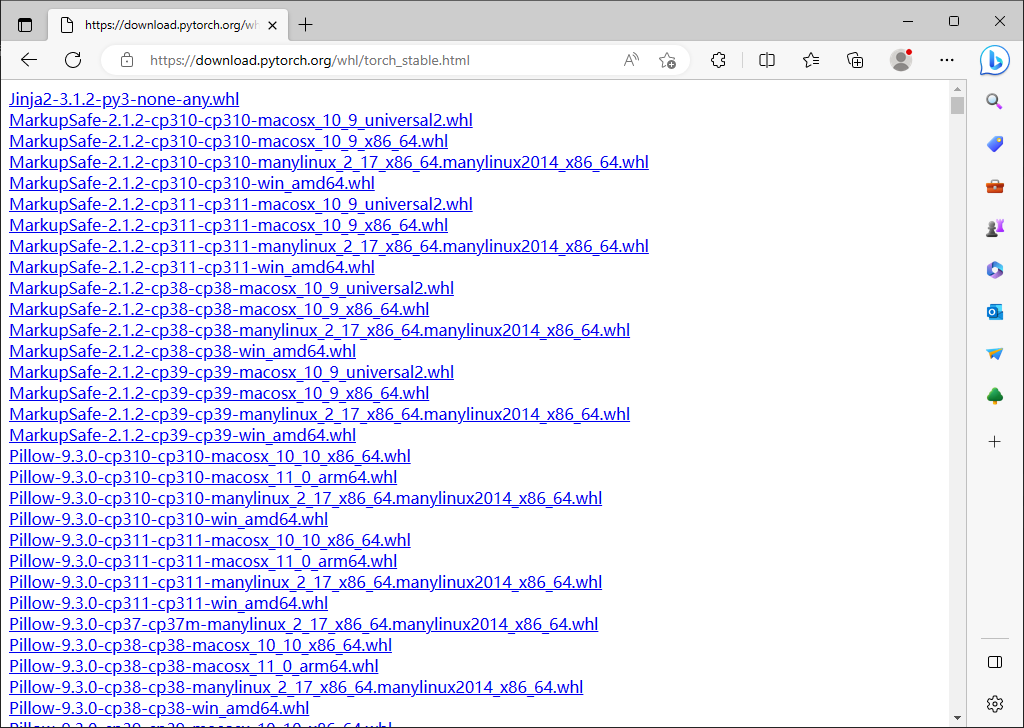 https://download.pytorch.org/wh
https://download.pytorch.org/whl/torch_stable.html
Jinja2-3.1.2-py3-none-any.whl
MarkupSafe-2.1.2-cp310-cp310-macosx_10_9_universal2.whl
MarkupSafe-2.1.2-cp310-cp310-macosx_10_9_x86_64.whl
MarkupSafe-2.1.2-cp310-cp310-manylinux_2_17_x86_64.manylinux2014_x86_64.whl
MarkupSafe-2.1.2-cp310-cp310-win_amd64.whl
MarkupSafe-2.1.2-cp311-cp311-macosx_10_9_universal2.whl
MarkupSafe-2.1.2-cp311-cp311-macosx_10_9_x86_64.whl
MarkupSafe-2.1.2-cp311-cp311-manylinux_2_17_x86_64.manylinux2014_x86_64.whl
MarkupSafe-2.1.2-cp311-cp311-win_amd64.whl
MarkupSafe-2.1.2-cp38-cp38-macosx_10_9_universal2.whl
MarkupSafe-2.1.2-cp38-cp38-macosx_10_9_x86_64.whl
MarkupSafe-2.1.2-cp38-cp38-manylinux_2_17_x86_64.manylinux2014_x86_64.whl
MarkupSafe-2.1.2-cp38-cp38-win_amd64.whl
MarkupSafe-2.1.2-cp39-cp39-macosx_10_9_universal2.whl
MarkupSafe-2.1.2-cp39-cp39-macosx_10_9_x86_64.whl
MarkupSafe-2.1.2-cp39-cp39-manylinux_2_17_x86_64.manylinux2014_x86_64.whl
MarkupSafe-2.1.2-cp39-cp39-win_amd64.whl
Pillow-9.3.0-cp310-cp310-macosx_10_10_x86_64.whl
Pillow-9.3.0-cp310-cp310-macosx_11_0_arm64.whl
Pillow-9.3.0-cp310-cp310-manylinux_2_17_x86_64.manylinux2014_x86_64.whl
Pillow-9.3.0-cp310-cp310-win_amd64.whl
Pillow-9.3.0-cp311-cp311-macosx_10_10_x86_64.whl
Pillow-9.3.0-cp311-cp311-macosx_11_0_arm64.whl
Pillow-9.3.0-cp311-cp311-manylinux_2_17_x86_64.manylinux2014_x86_64.whl
Pillow-9.3.0-cp311-cp311-win_amd64.whl
Pillow-9.3.0-cp37-cp37m-manylinux_2_17_x86_64.manylinux2014_x86_64.whl
Pillow-9.3.0-cp38-cp38-macosx_10_10_x86_64.whl
Pillow-9.3.0-cp38-cp38-macosx_11_0_arm64.whl
Pillow-9.3.0-cp38-cp38-manylinux_2_17_x86_64.manylinux2014_x86_64.whl
Pillow-9.3.0-cp38-cp38-win_amd64.whl
Pillow-9.3.0-cp39-cp39-macosx_10_10_x86_64.whl